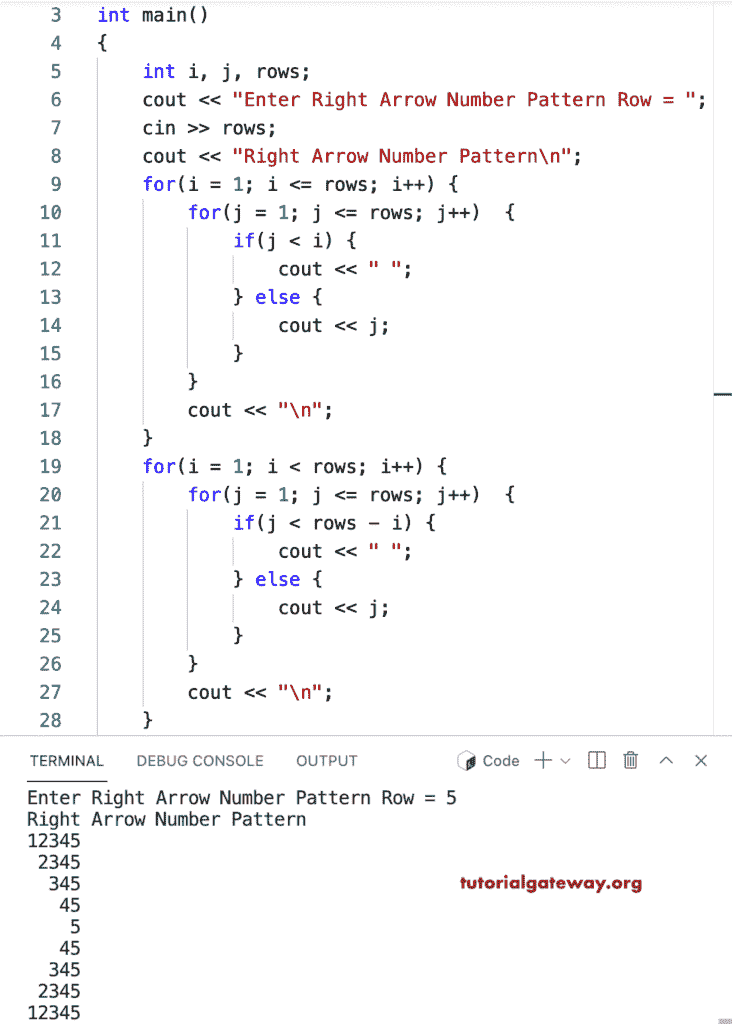 3 int main()
4 {
5     int i, j, rows;
6     cout << "Enter Right Arrow Number Pattern Row = ";
7     cin >> rows;
8     cout << "Right Arrow Number Pattern\n";
9     for(i = 1; i <= rows; i++) {
10         for(j = 1; j <= rows; j++)  {
11             if(j < i) {
12                 cout << " ";
13             } else {
14                 cout << j;
15             }
16         }
17         cout << "\n";
18     }
19     for(i = 1; i < rows; i++) {
20         for(j = 1; j <= rows; j++)  {
21             if(j < rows - i) {
22                 cout << " ";
23             } else {
24                 cout << j;
25             }
26         }
27         cout << "\n";
28     }
TERMINAL DEBUG CONSOLE OUTPUT Code
Enter Right Arrow Number Pattern Row = 5
Right Arrow Number Pattern
12345
 2345
  345
   45
    5
   45
  345
 2345
12345
tutorialgateway.org